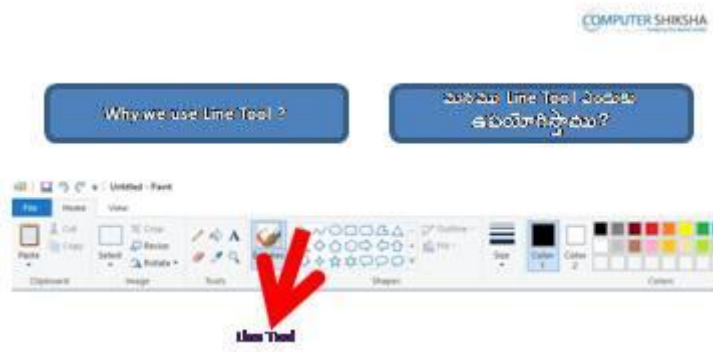 COMPUTER SHIKSHA
Why we use Line Tool ?
మనము Line Tool ఎందుకు
ఉపయోగిస్తాము?
Untitled - Paint
File Home View
Paste
Cut
Copy
Select
Crop
Resize
Rotate
A
Outline
Fill
Size
Color 1
Color 2
Clipboard Image Tools Shapes Colors
Line Tool